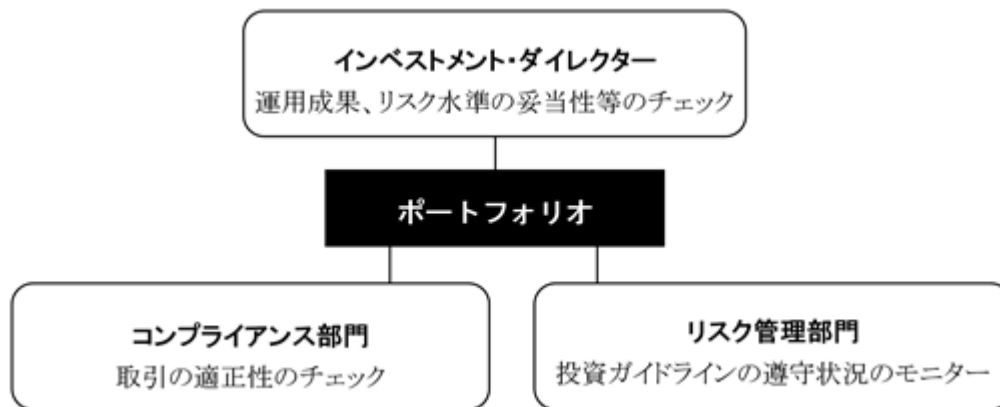 インベストメント・ダイレクター
運用成果、リスク水準の妥当性等のチェック
ポートフォリオ
コンプライアンス部門
取引の適正性のチェック
リスク管理部門
投資ガイドラインの遵守状況のモニター